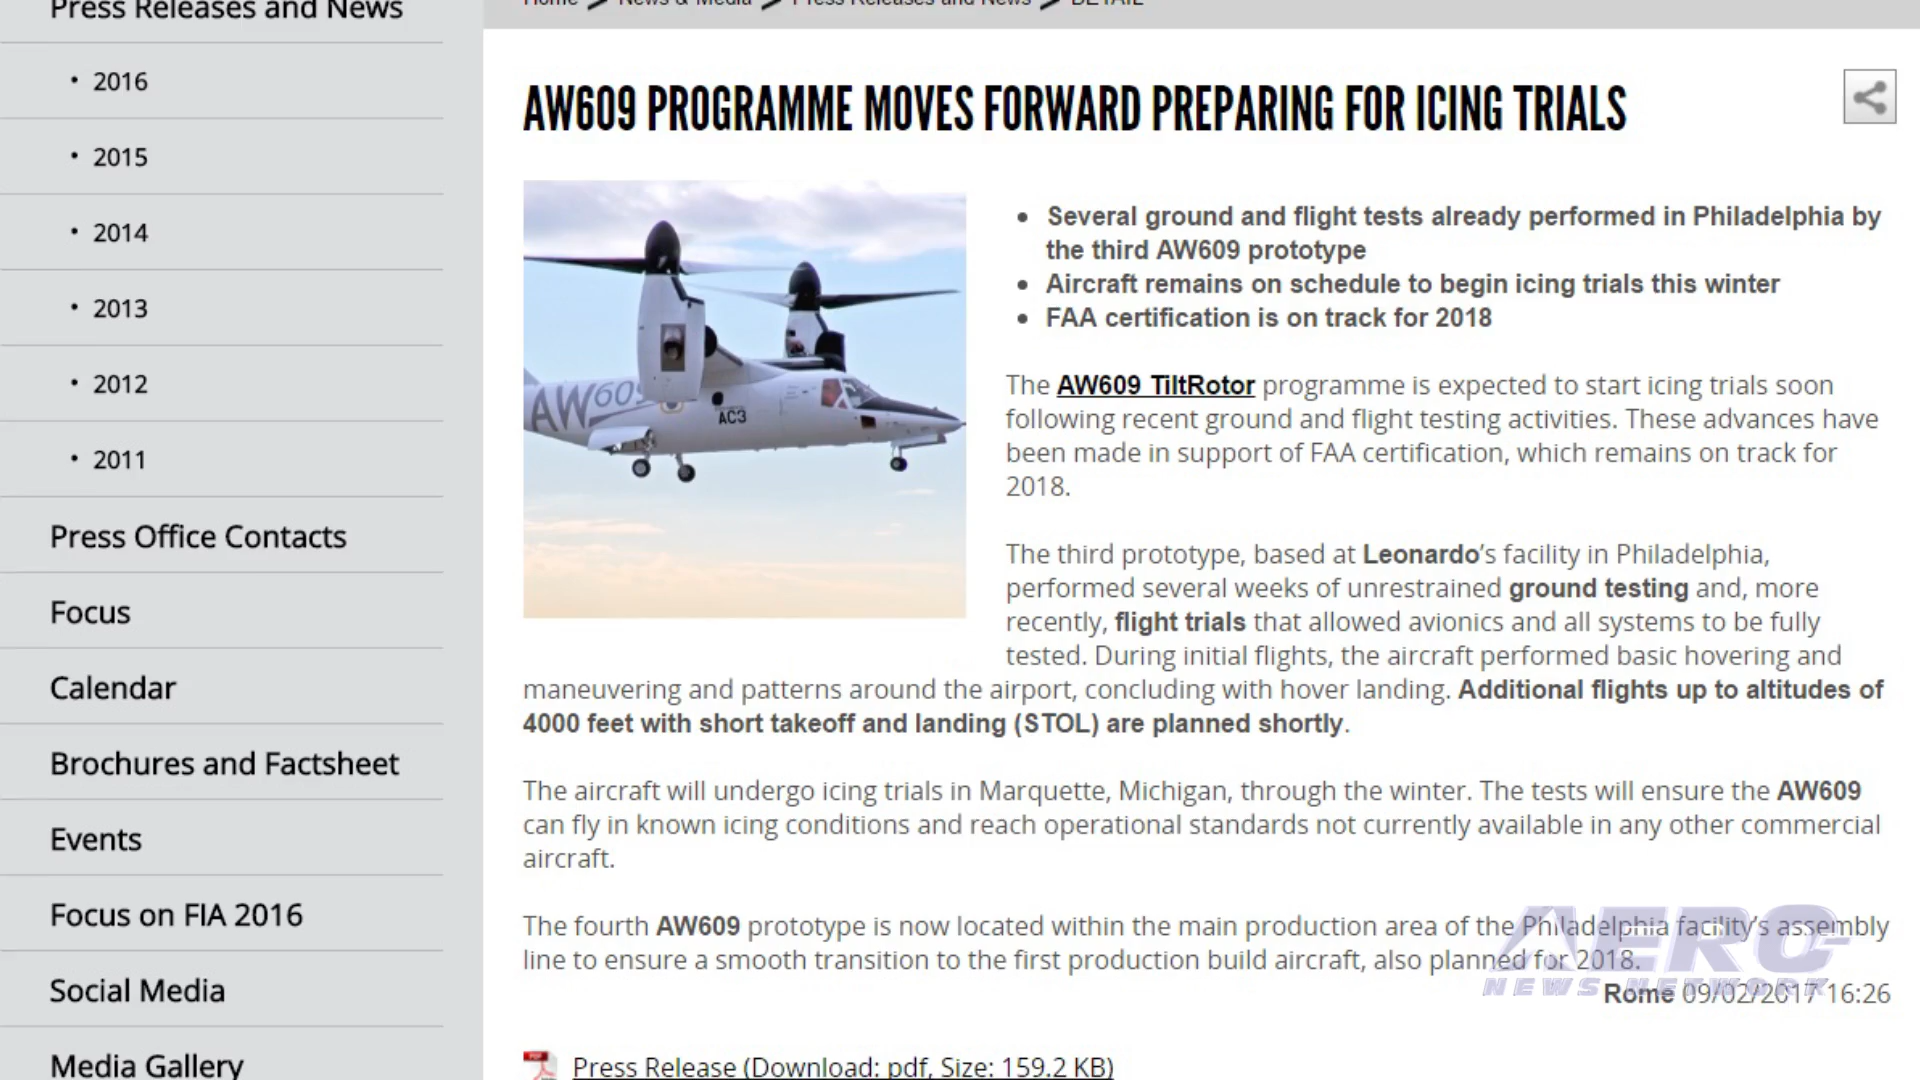 Press Releases and News
• 2016
• 2015
• 2014
• 2013
• 2012
• 2011
Press Office Contacts
Focus
Calendar
Brochures and Factsheet
Events
Focus on FIA 2016
Social Media
Media Gallery
Home > News & Media > Press Releases and News > DETAIL
AW609 PROGRAMME MOVES FORWARD PREPARING FOR ICING TRIALS
AW609
AC3
• Several ground and flight tests already performed in Philadelphia by
the third AW609 prototype
• Aircraft remains on schedule to begin icing trials this winter
• FAA certification is on track for 2018
The AW609 TiltRotor programme is expected to start icing trials soon
following recent ground and flight testing activities. These advances have
been made in support of FAA certification, which remains on track for
2018.
The third prototype, based at Leonardo's facility in Philadelphia,
performed several weeks of unrestrained ground testing and, more
recently, flight trials that allowed avionics and all systems to be fully
tested. During initial flights, the aircraft performed basic hovering and
maneuvering and patterns around the airport, concluding with hover landing. Additional flights up to altitudes of
4000 feet with short takeoff and landing (STOL) are planned shortly.
The aircraft will undergo icing trials in Marquette, Michigan, through the winter. The tests will ensure the AW609
can fly in known icing conditions and reach operational standards not currently available in any other commercial
aircraft.
The fourth AW609 prototype is now located within the main production area of the Philadelphia facility's assembly
line to ensure a smooth transition to the first production build aircraft, also planned for 2018.
Rome 09/02/2017 16:26
AERO
NEWS NETWORK
PDF
Press Release (Download: pdf, Size: 159.2 KB)